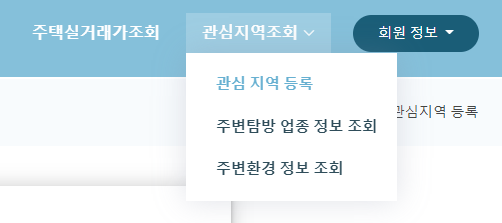 주택실거래가조회 관심지역조회 회원 정보
관심 지역 등록
관심지역 등록
주변탐방 업종 정보 조회
주변환경 정보 조회